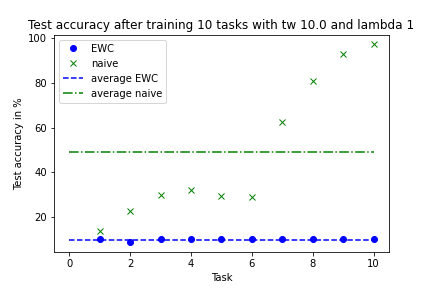 Test accuracy after training 10 tasks with tw 10.0 and lambda 1
100
80
60
40
20
Test accuracy in %
EWC
naive
average EWC
average naive
0
2
4
6
8
10
Task